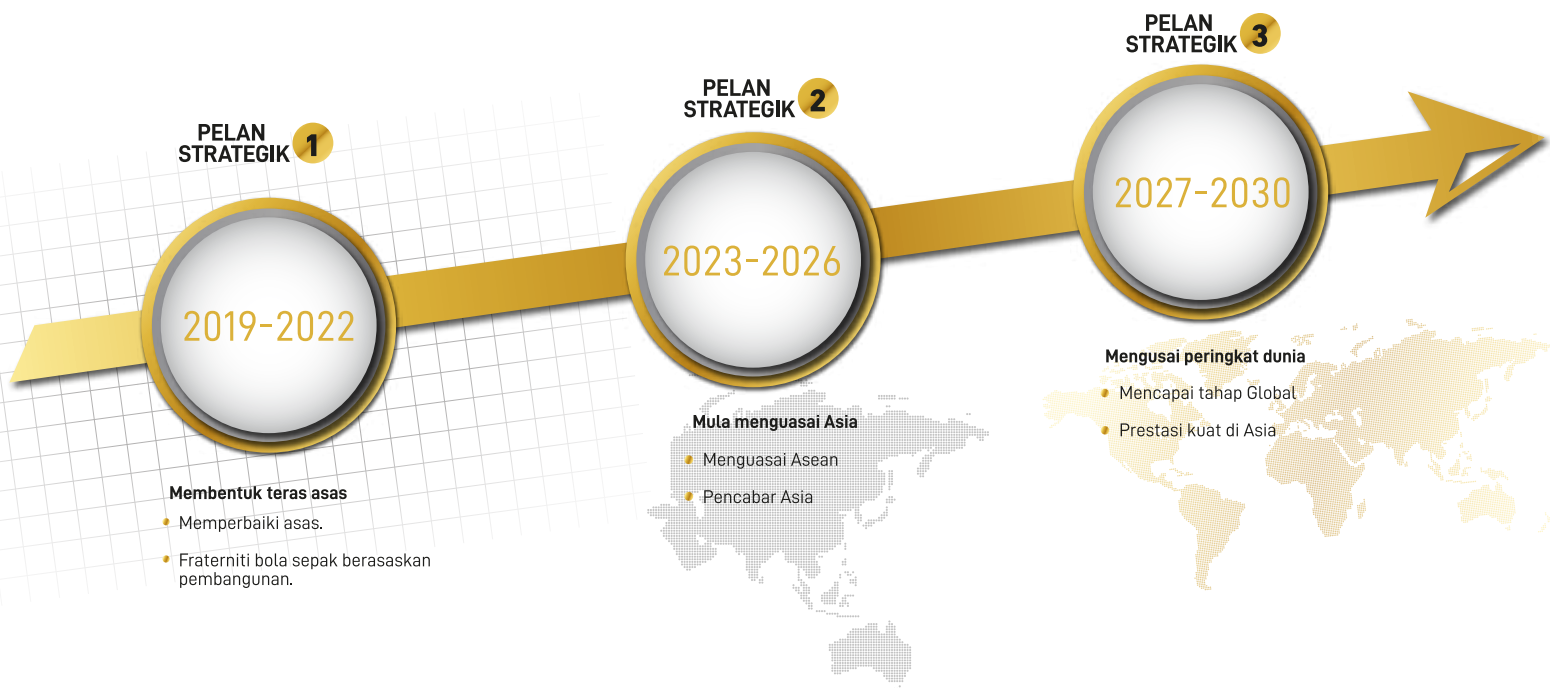 PELAN
STRATEGIK 1
2019-2022
Membentuk teras asas
Memperbaiki asas.
Fraterniti bola sepak berasaskan
pembangunan.
PELAN
STRATEGIK 2
2023-2026
Mula menguasai Asia
Menguasai Asean
Pencabar Asia
PELAN
STRATEGIK 3
2027-2030
Mengusai peringkat dunia
Mencapai tahap Global
Prestasi kuat di Asia